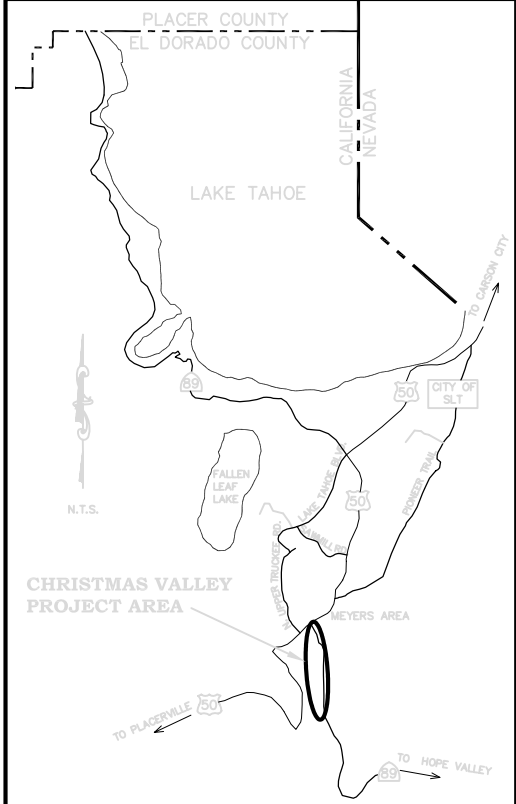 PLACER COUNTY
EL DORADO COUNTY
CALIFORNIA
NEVADA
LAKE TAHOE
TO CARSON CITY
89
50
CITY OF
SLT
FALLEN
LEAF
LAKE
LAKE TAHOE BLVD.
50
PIONEER TRAIL
N.T.S.
SAWMILL RD.
N. UPPER TRUCKEE RD.
CHRISTMAS VALLEY
PROJECT AREA
MEYERS AREA
TO PLACERVILLE
50
TO HOPE VALLEY
89